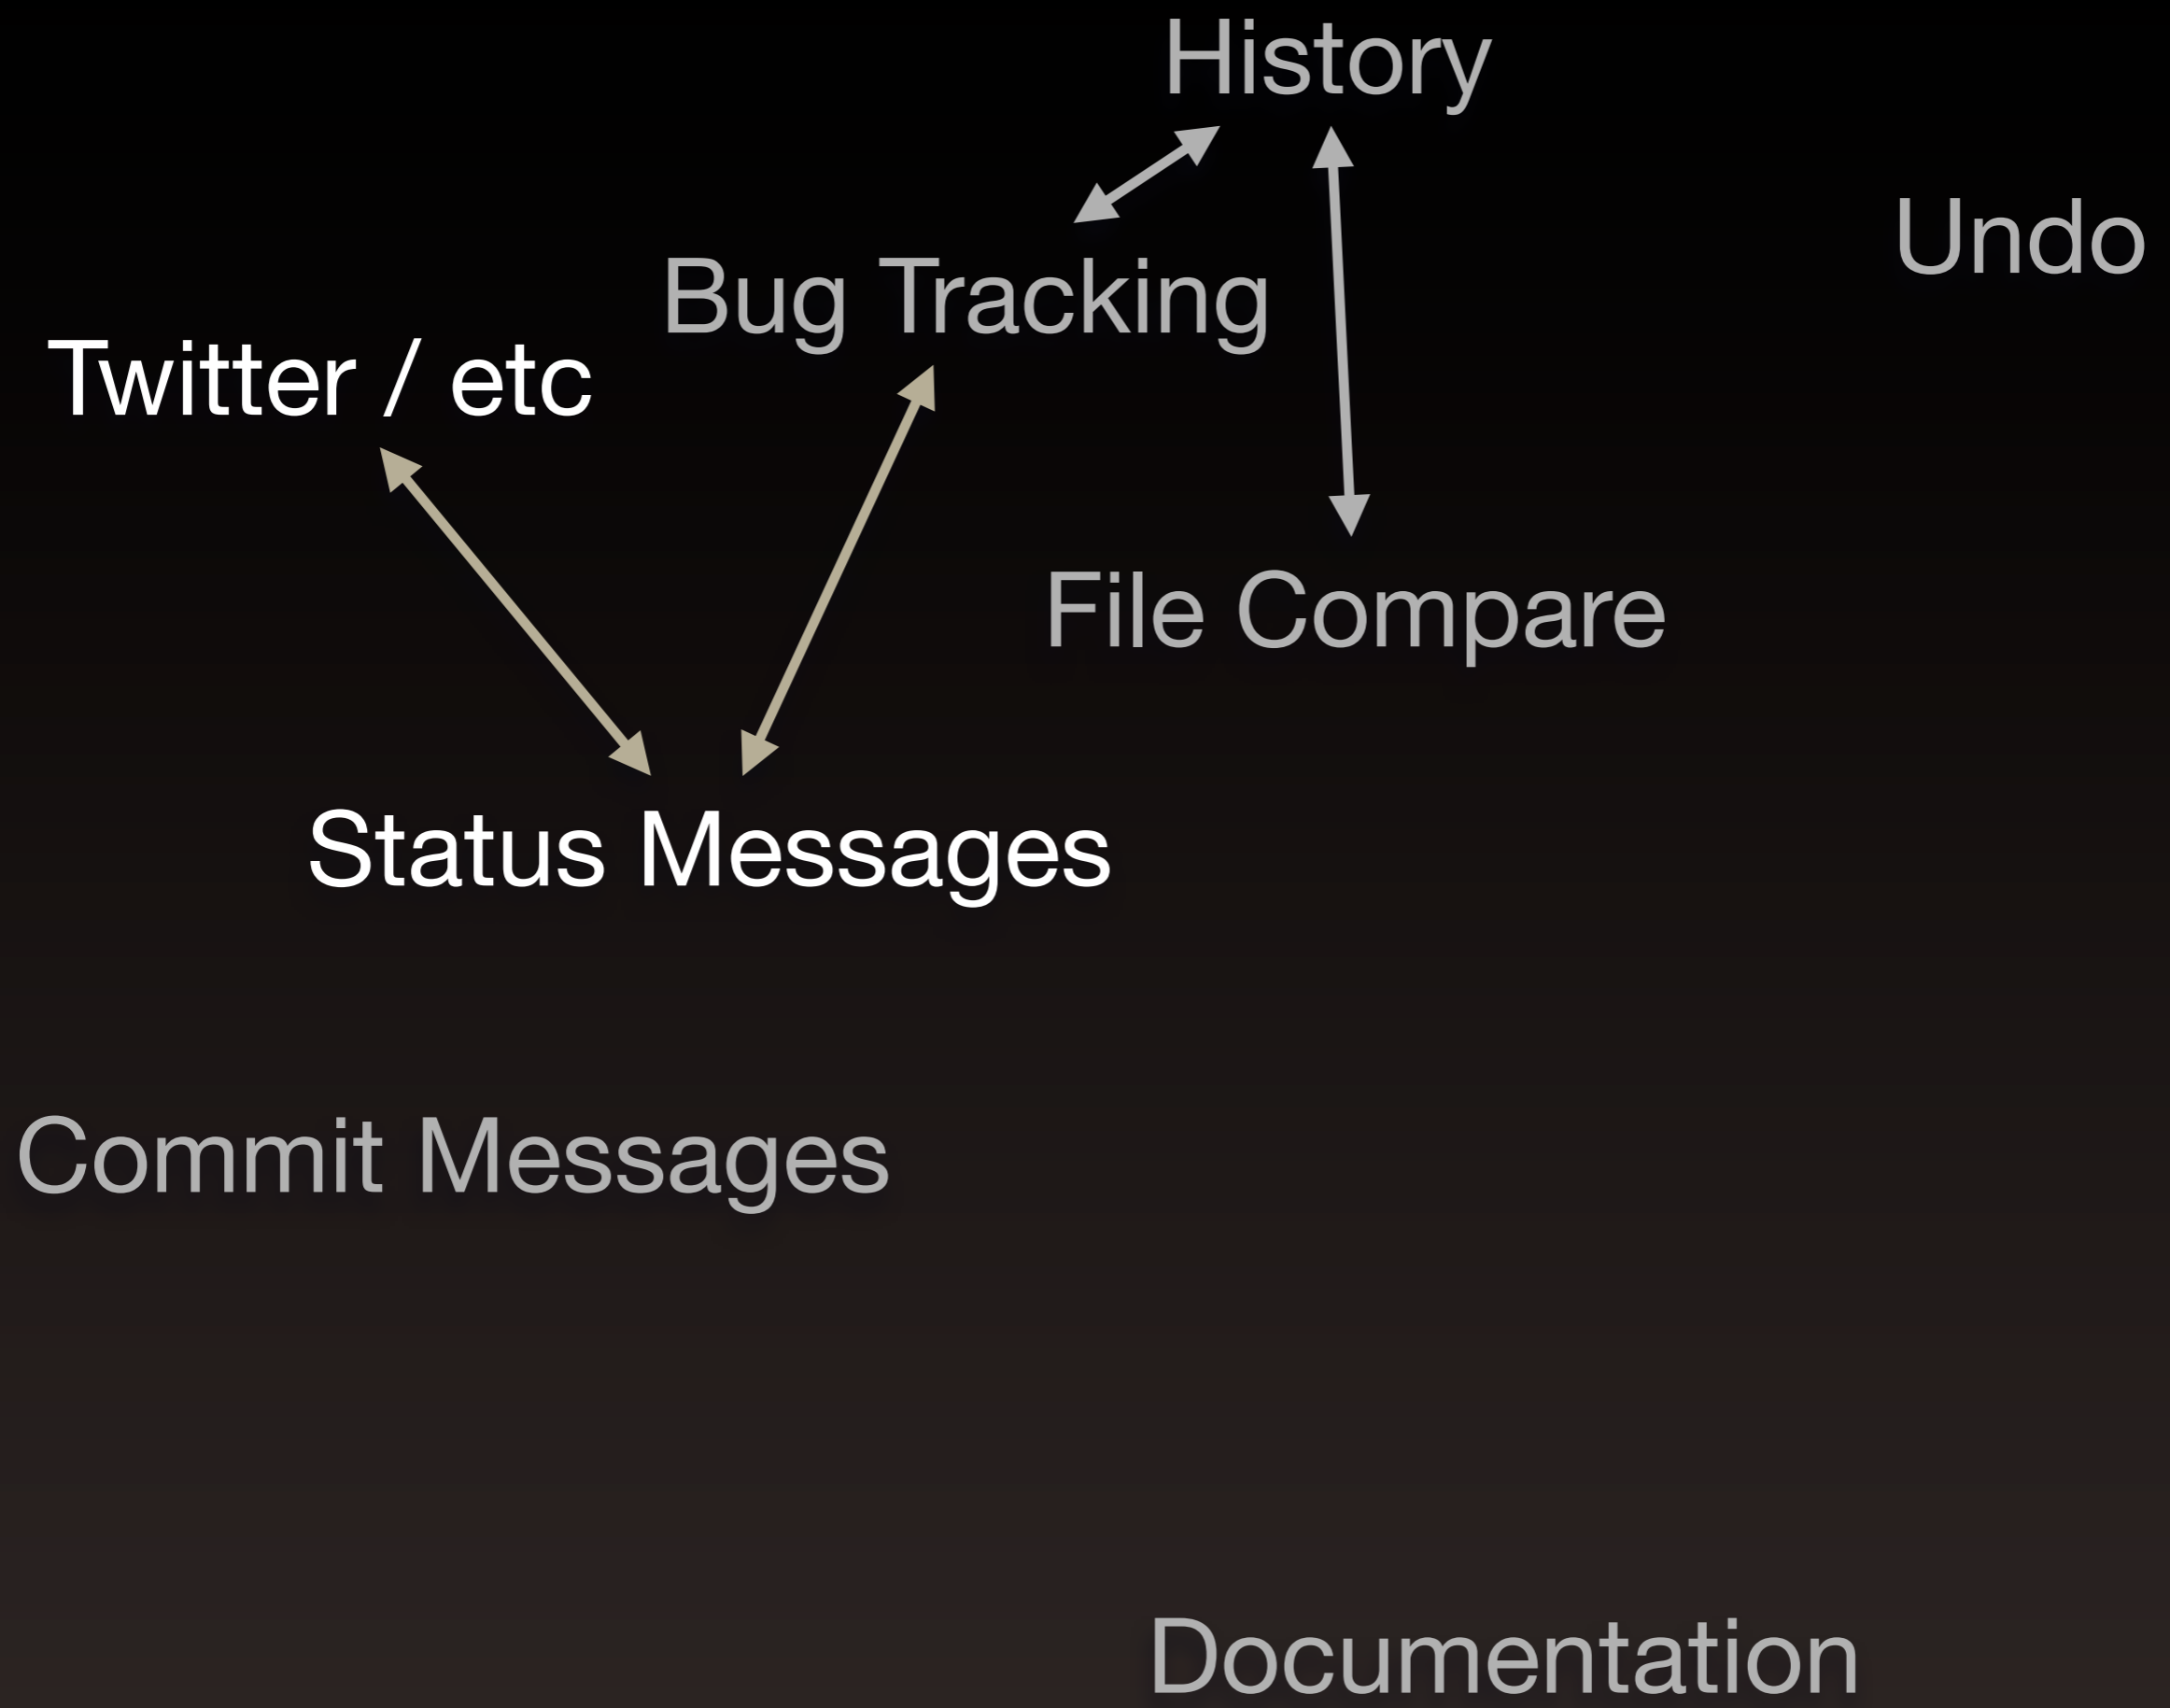 History
Undo
Bug Tracking
Twitter / etc
File Compare
Status Messages
Commit Messages
Documentation